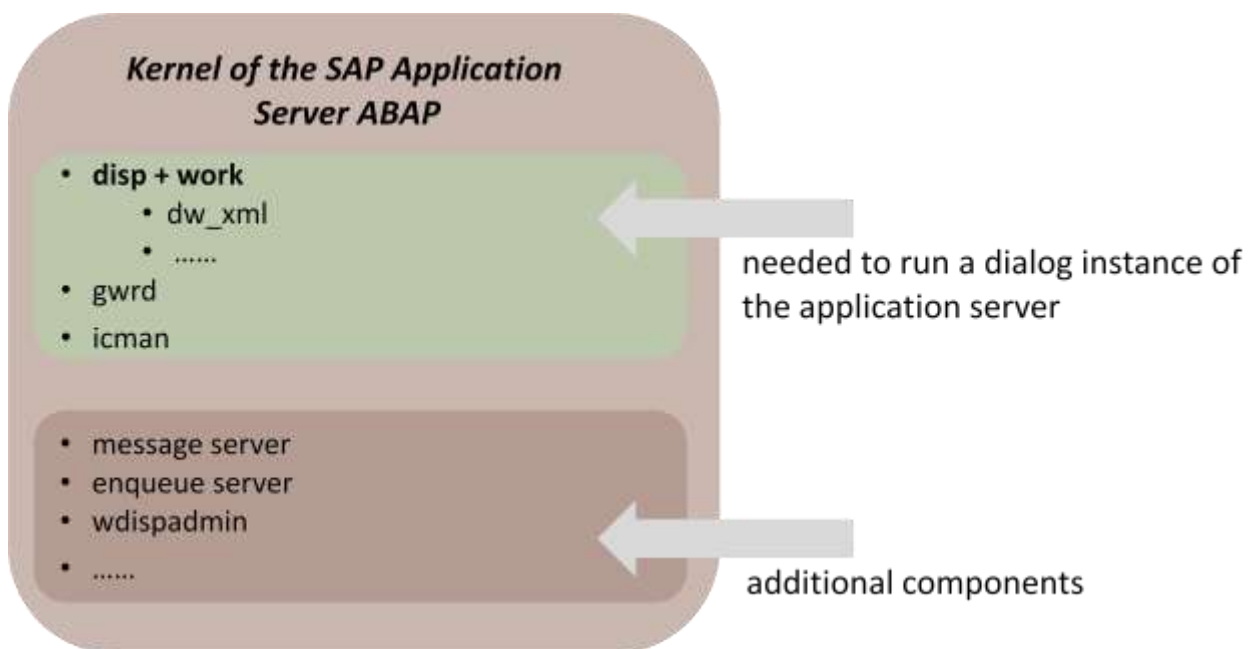 Kernel of the SAP Application
Server ABAP
• disp + work
• dw_xml
• ......
• gwrd
• icman
needed to run a dialog instance of
the application server
• message server
• enqueue server
• wdispadmin
• ......
additional components